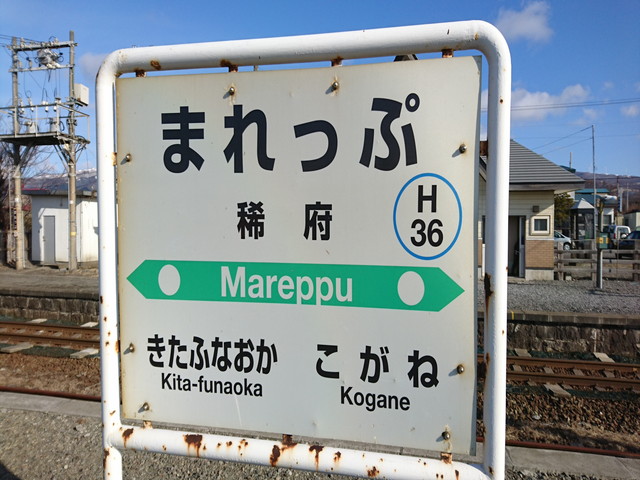 まれっぷ
稀府
H
36
Mareppu
きたふなおか
Kita-funaoka
こがね
Kogane